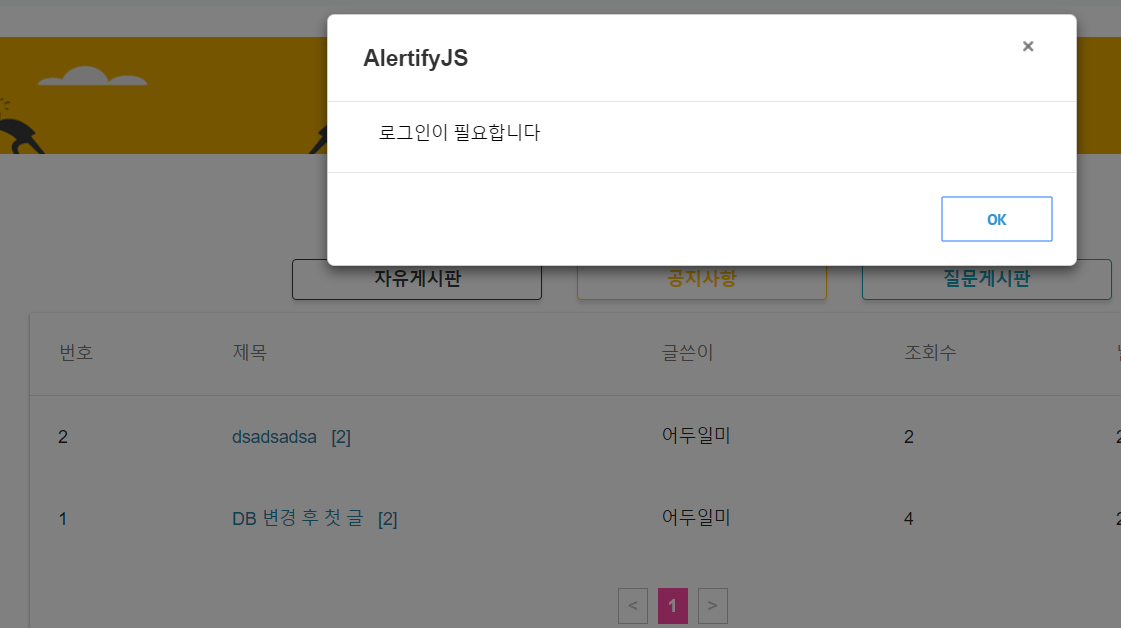 AlertifyJS ×
로그인이 필요합니다
OK
자유게시판 공지사항 질문게시판
번호 제목 글쓴이 조회수
2 dsadsadsa [2] 어두일미 2
1 DB 변경 후 첫 글 [2] 어두일미 4
< 1 >